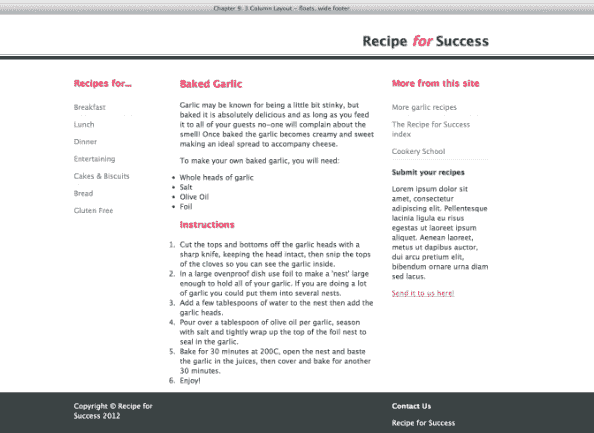 Chapter 9: 3 Column Layout - floats, wide footer
Recipe for Success
Recipes for...
Breakfast
Lunch
Dinner
Entertaining
Cakes & Biscuits
Bread
Gluten Free
Baked Garlic
Garlic may be known for being a little bit stinky, but
baked it is absolutely delicious and as long as you feed
it to all of your guests no-one will complain about the
smell! Once baked the garlic becomes creamy and sweet
making an ideal spread to accompany cheese.
To make your own baked garlic, you will need:
• Whole heads of garlic
• Salt
• Olive Oil
• Foil
Instructions
1. Cut the tops and bottoms off the garlic heads with a
sharp knife, keeping the head intact, then snip the tops
of the cloves so you can see the garlic inside.
2. In a large ovenproof dish use foil to make a 'nest' large
enough to hold all of your garlic. If you are doing a lot
of garlic you could put them into several nests.
3. Add a few tablespoons of water to the nest then add the
garlic heads.
4. Pour over a tablespoon of olive oil per garlic, season
with salt and tightly wrap up the top of the foil nest to
seal in the garlic.
5. Bake for 30 minutes at 200C, open the nest and baste
the garlic in the juices, then cover and bake for another
30 minutes.
6. Enjoy!
More from this site
More garlic recipes
The Recipe for Success
index
Cookery School
Submit your recipes
Lorem ipsum dolor sit
amet, consectetur
adipiscing elit. Pellentesque
lacinia ligula eu risus
egestas ut laoreet ipsum
aliquet. Aenean laoreet,
metus ut dapibus auctor,
dui arcu pretium elit,
bibendum ornare urna diam
sed lacus.
Send it to us here!
Copyright © Recipe for
Success 2012
Contact Us
Recipe for Success